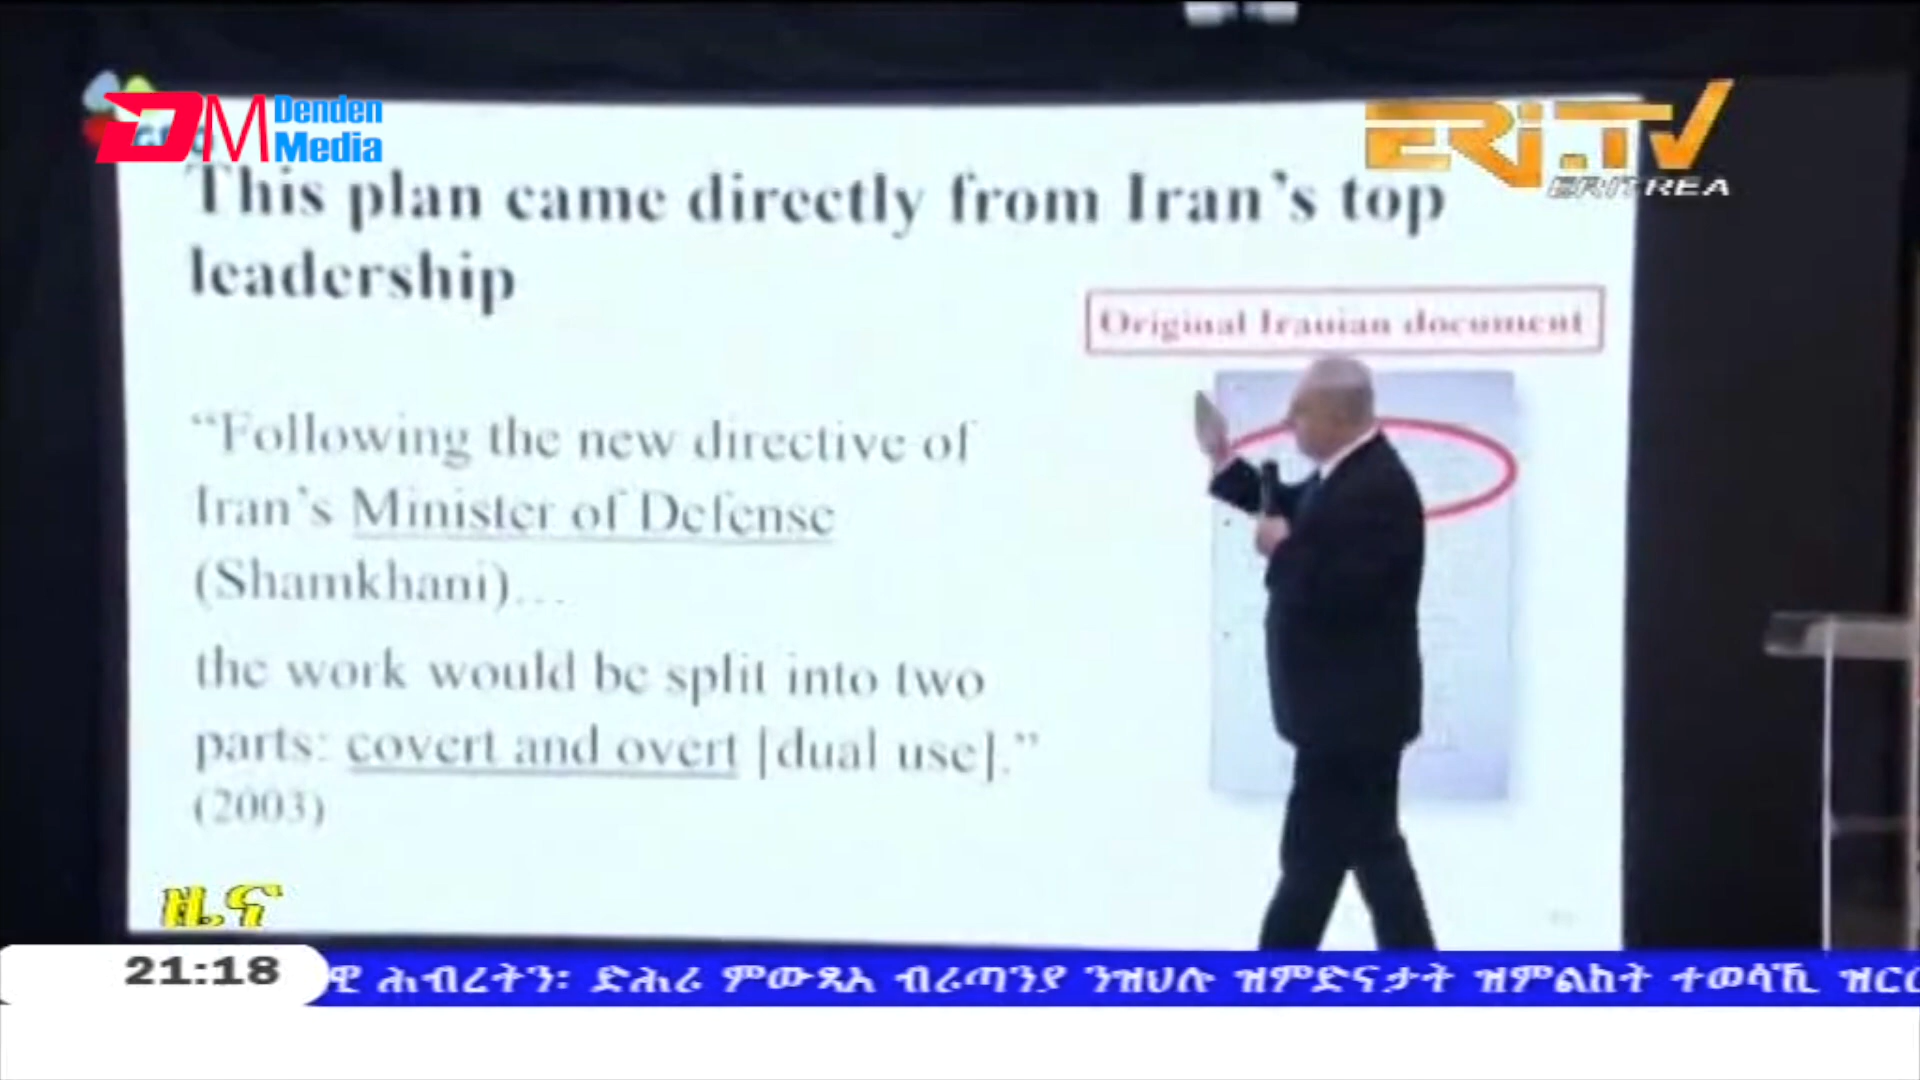 DM Denden
Media
ERi.TV
ERITREA
This plan came directly from Iran's top
leadership
Original Iranian document
“Following the new directive of
Iran's Minister of Defense
(Shamkhani)...
the work would be split into two
parts: covert and overt [dual use].”
(2003)
ዜና
21:18
ዊ ሕብረትን፡ ድሕሪ ምውጻእ ብሪጣንያ ንዝህሉ ዝምድናታት ዝምልከት ተወሳኺ ዝርር